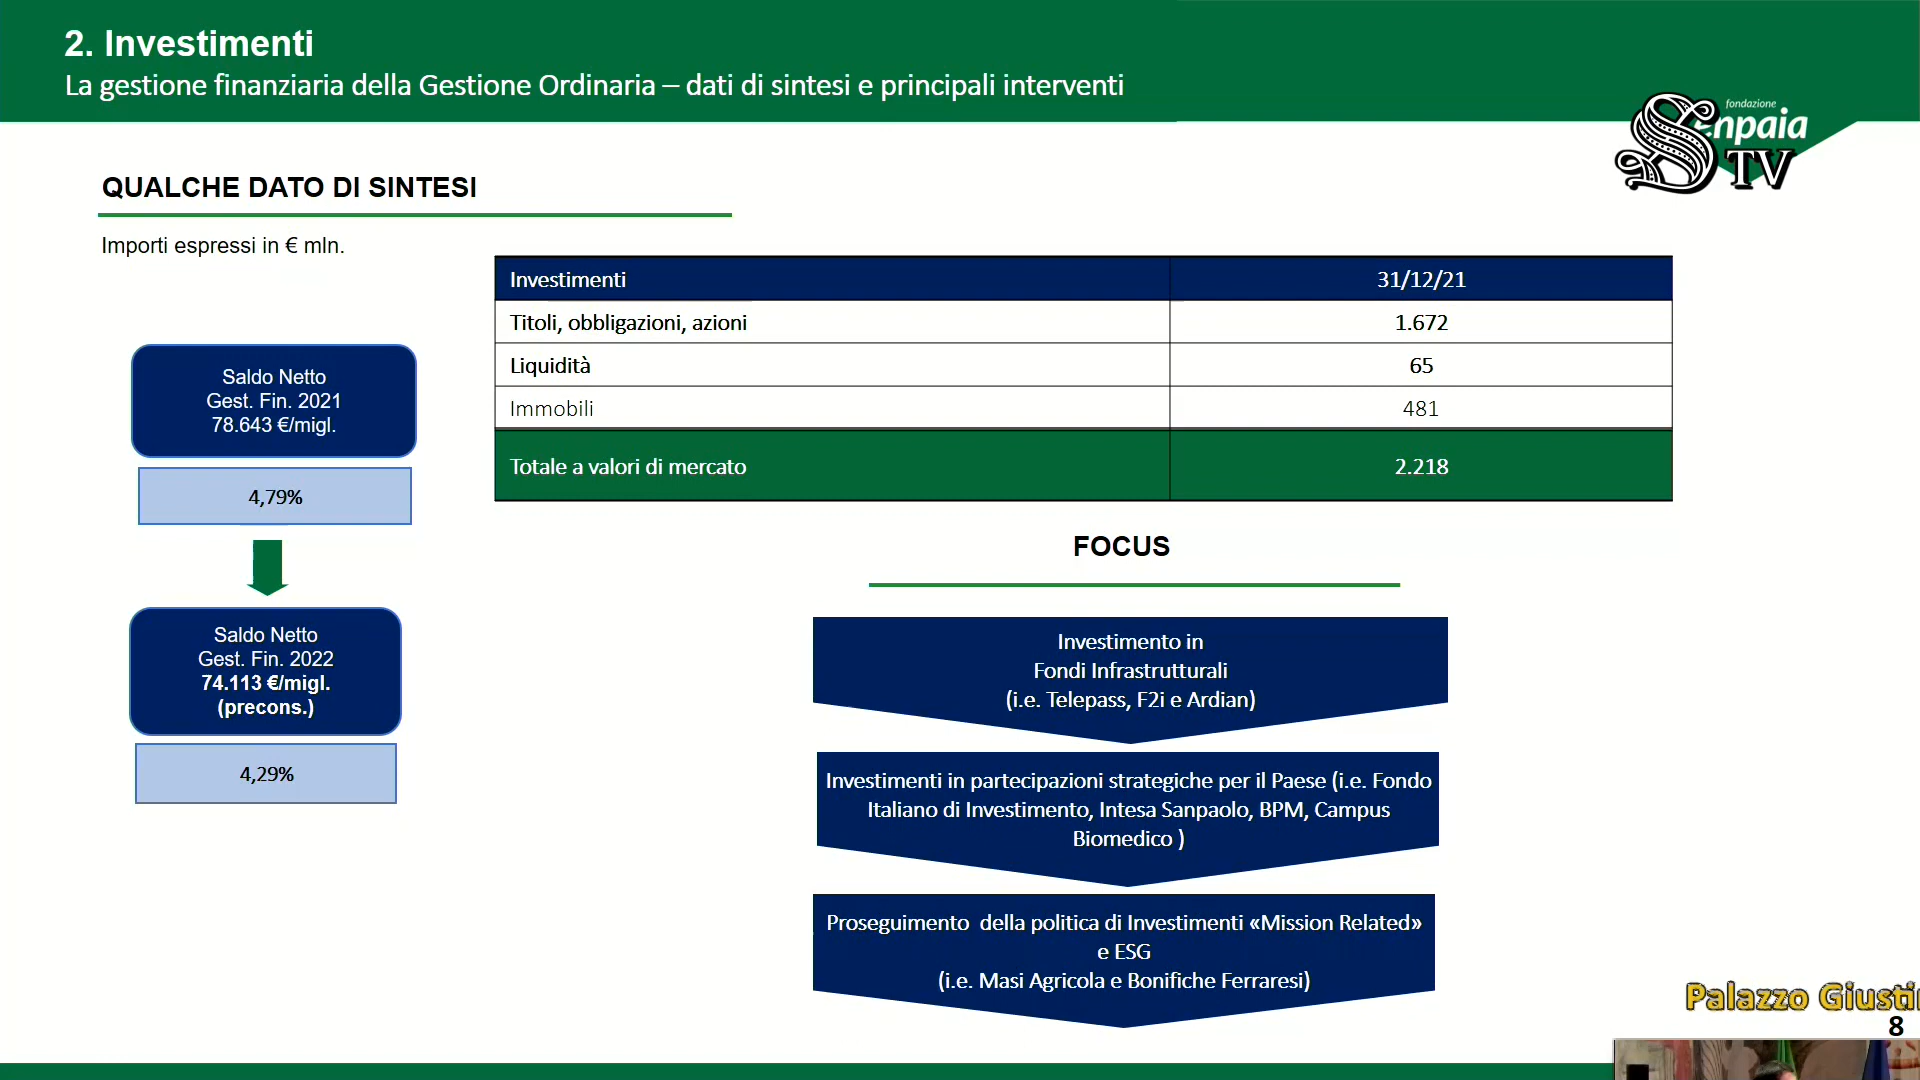 2. Investimenti
La gestione finanziaria della Gestione Ordinaria – dati di sintesi e principali interventi
fondazione
npaia
S TV
QUALCHE DATO DI SINTESI
Importi espressi in € mln.
Investimenti 31/12/21
Titoli, obbligazioni, azioni 1.672
Liquidità 65
Immobili 481
Totale a valori di mercato 2.218
Saldo Netto
Gest. Fin. 2021
78.643 €/migl.
4,79%
Saldo Netto
Gest. Fin. 2022
74.113 €/migl.
(precons.)
4,29%
FOCUS
Investimento in
Fondi Infrastrutturali
(i.e. Telepass, F2i e Ardian)
Investimenti in partecipazioni strategiche per il Paese (i.e. Fondo
Italiano di Investimento, Intesa Sanpaolo, BPM, Campus
Biomedico )
Proseguimento  della politica di Investimenti «Mission Related»
e ESG
(i.e. Masi Agricola e Bonifiche Ferraresi)
Palazzo
8